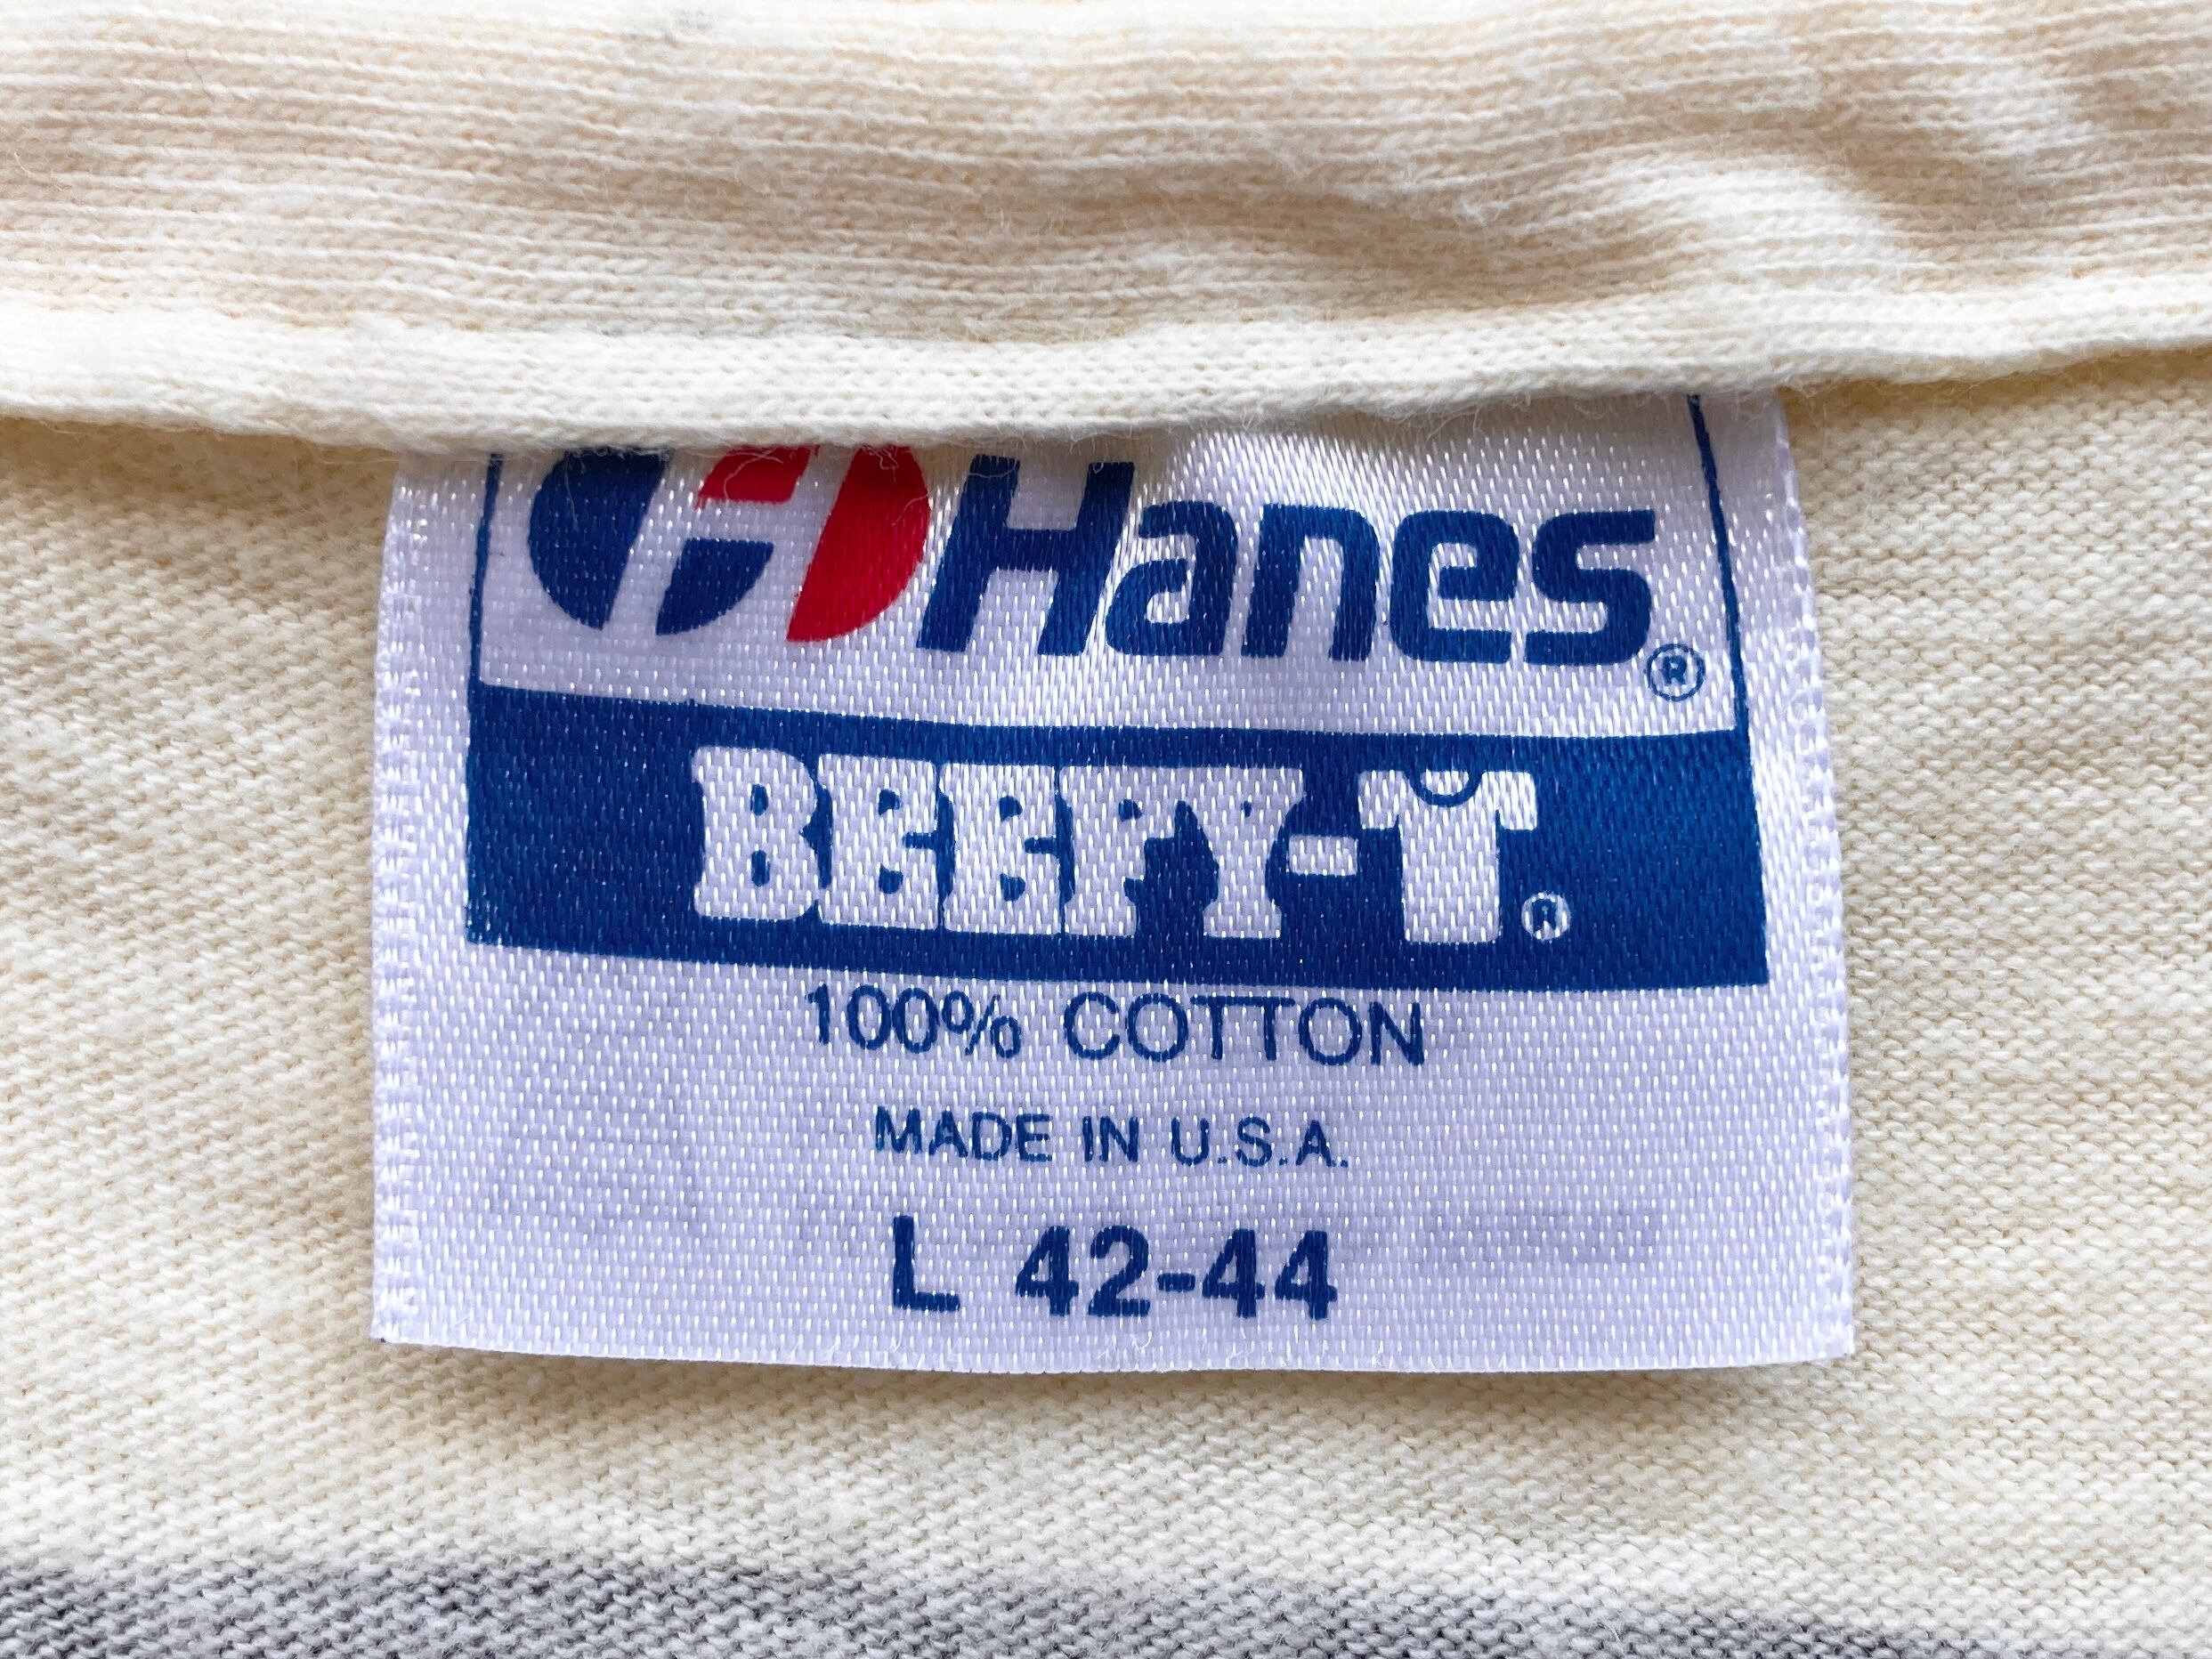 Hanes®
BEEFY-T®
100% COTTON
MADE IN U.S.A.
L 42-44